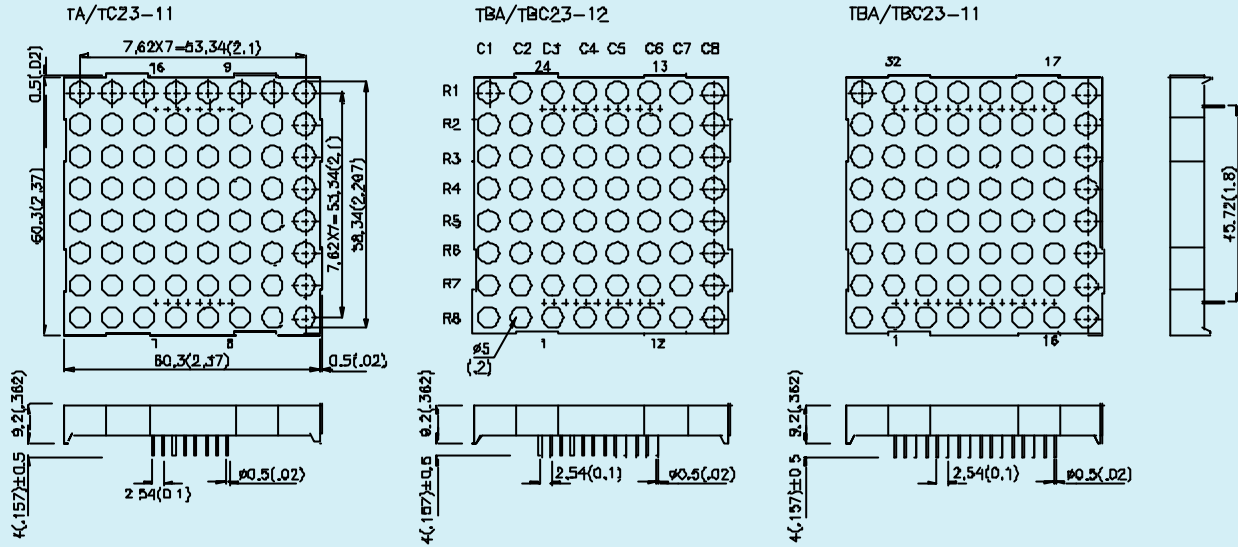 TA/TC23-11
TBA/TBC23-12
TBA/TBC23-11
7,62X7=53,34(2,1)
0.5(.02)
16 9
60.3(2,37)
7,62X7=53,34(2,1)
58,34(2,297)
1 8
60,3(2,37)
0.5(.02)
C1 C2 C3 C4 C5 C6 C7 C8
24 13
R1
R2
R3
R4
R5
R6
R7
R8
ø5
(.2)
1 12
32 17
1 16
45.72(1.8)
9.2(.362)
4(.157)±0.5
2.54(0.1)
ø0.5(.02)
9.2(.362)
4(.157)±0,5
2,54(0,1)
ø0.5(.02)
9.2(.362)
4(.157)±0.5
2.54(0.1)
ø0.5(.02)